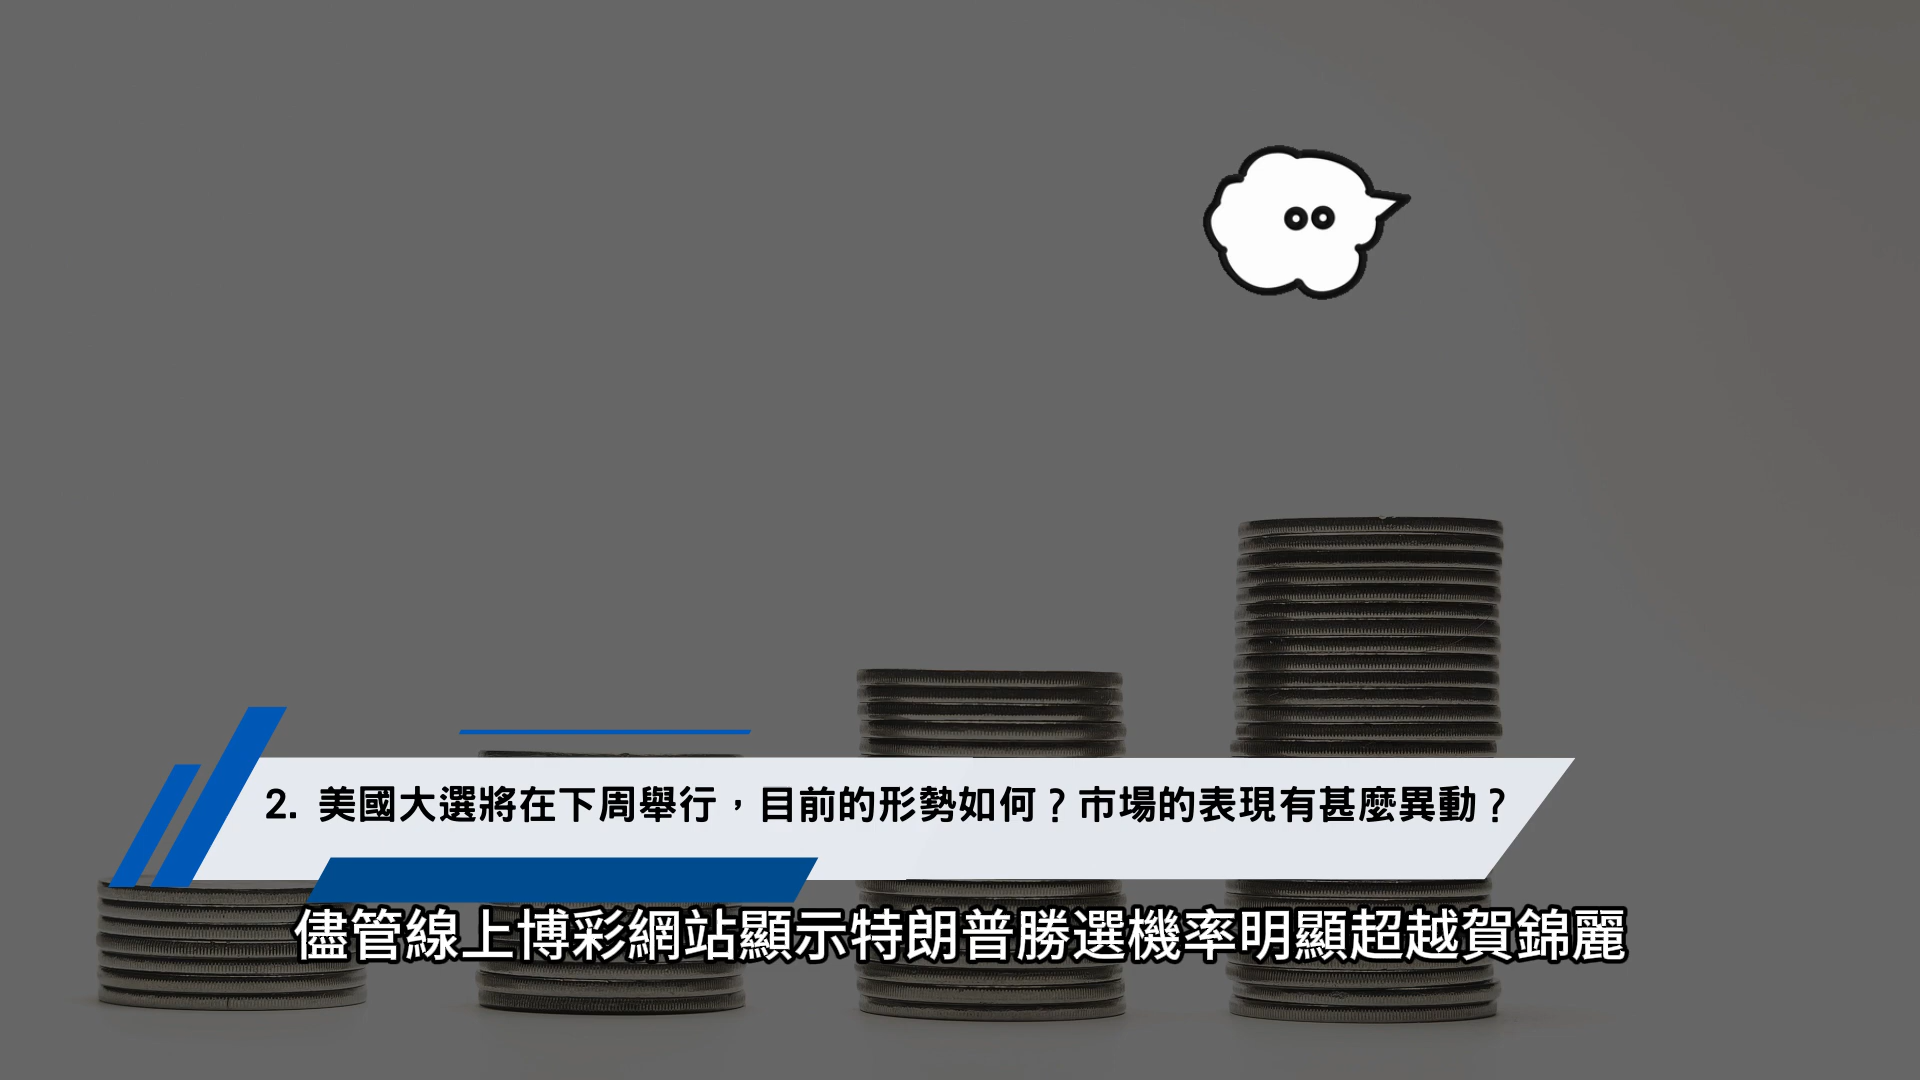 2. 美國大選將在下周舉行，目前的形勢如何？市場的表現有甚麼異動？
儘管線上博彩網站顯示特朗普勝選機率明顯超越賀錦麗